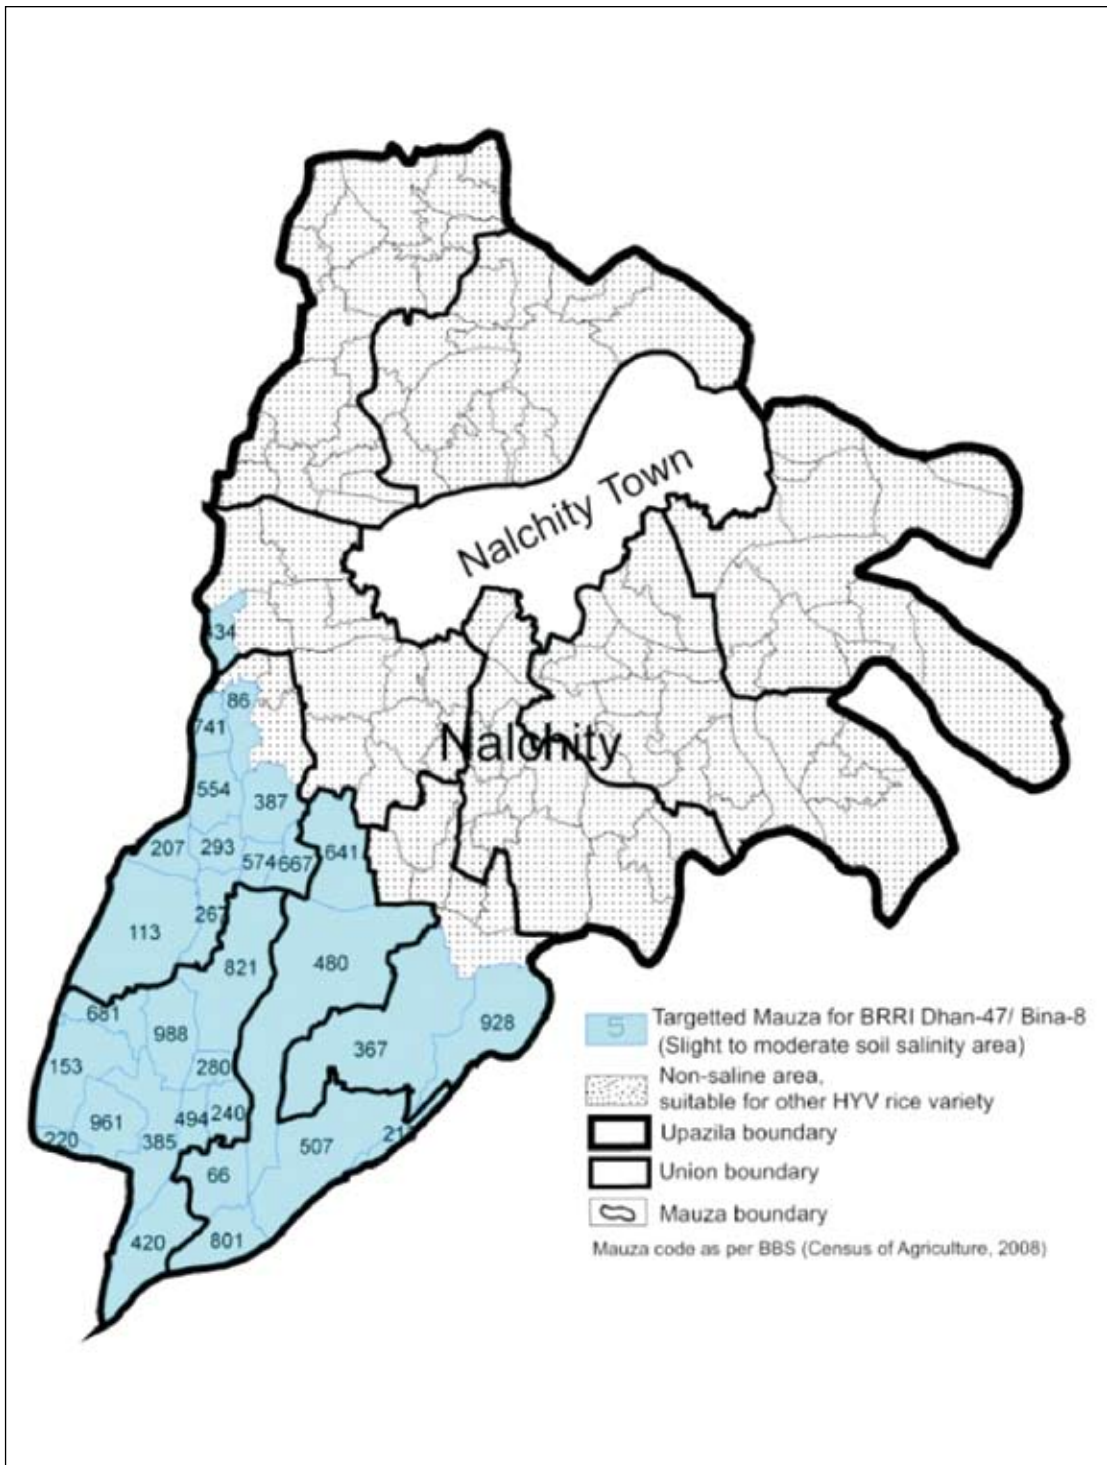 Nalchity Town
Nalchity
86
741
554
387
207
293
574
667
641
267
113
821
480
681
988
928
153
280
367
961
494
240
220
385
507
66
420
801
5
Targetted Mauza for BRRI Dhan-47/ Bina-8
(Slight to moderate soil salinity area)
Non-saline area,
suitable for other HYV rice variety
Upazila boundary
Union boundary
Mauza boundary
Mauza code as per BBS (Census of Agriculture, 2008)